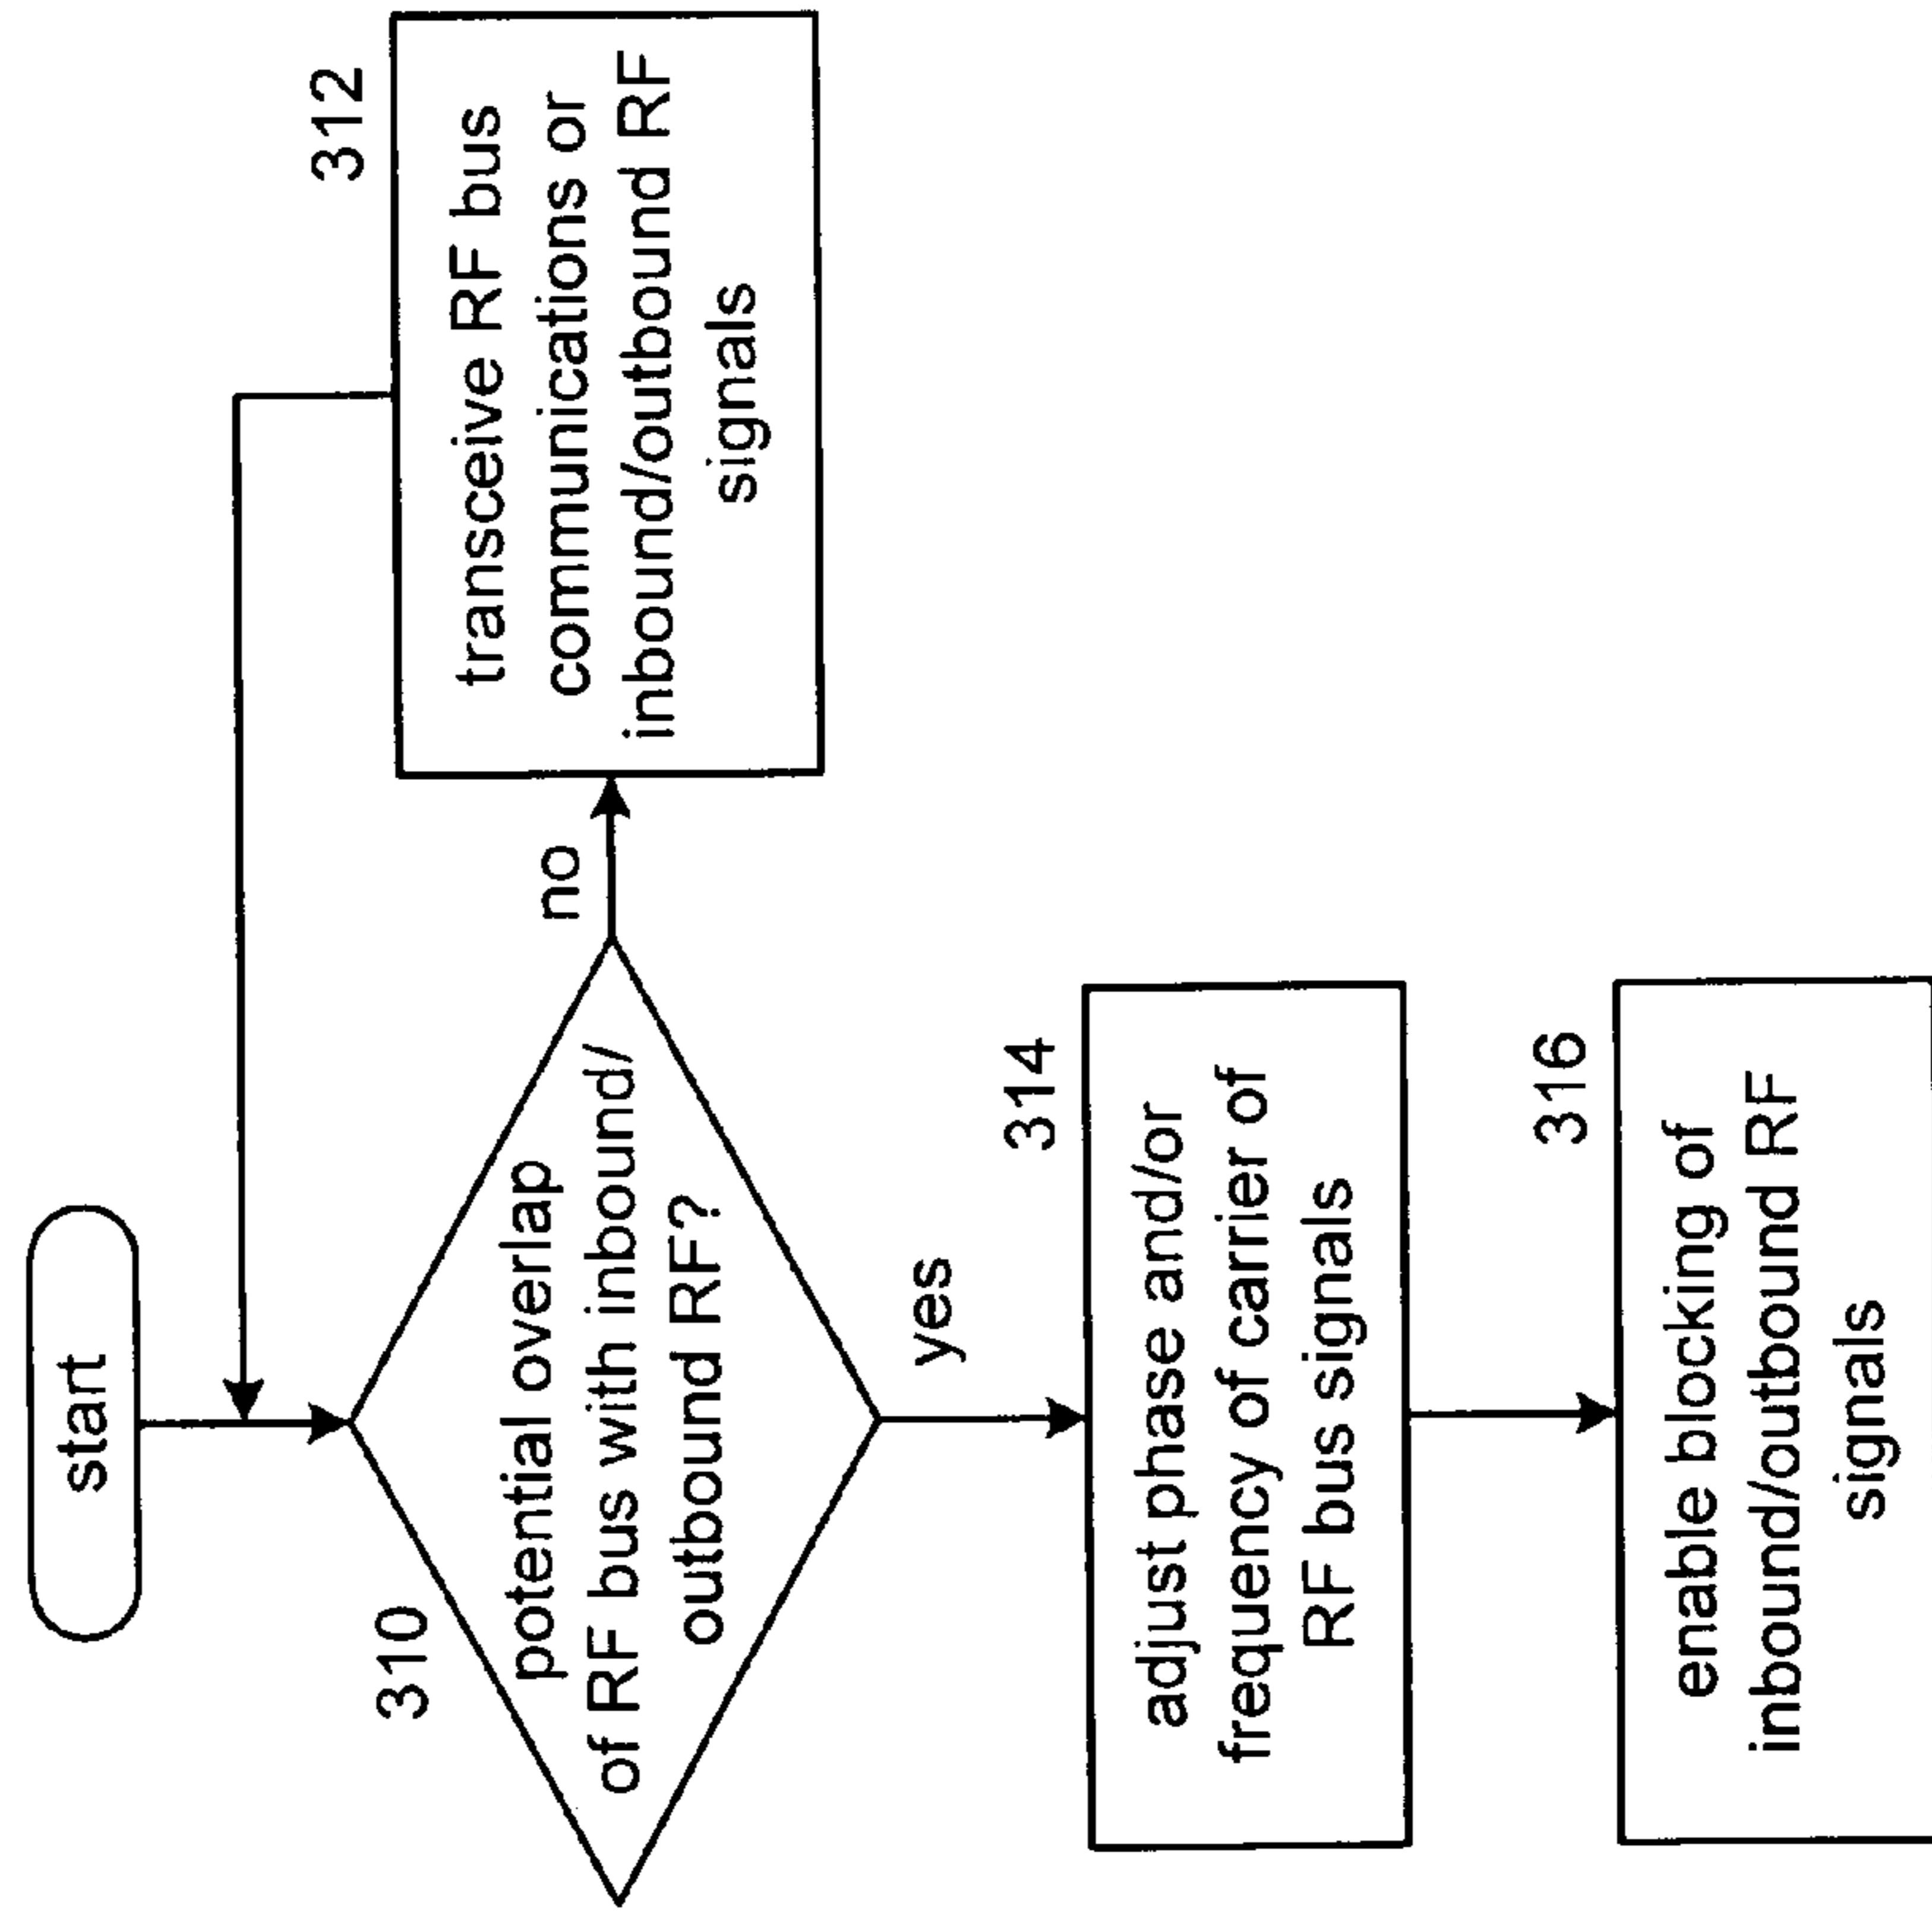 start
310
potential overlap
of RF bus with inbound/
outbound RF?
no
312
transceive RF bus
communications or
inbound/outbound RF
signals
yes
314
adjust phase and/or
frequency of carrier of
RF bus signals
316
enable blocking of
inbound/outbound RF
signals